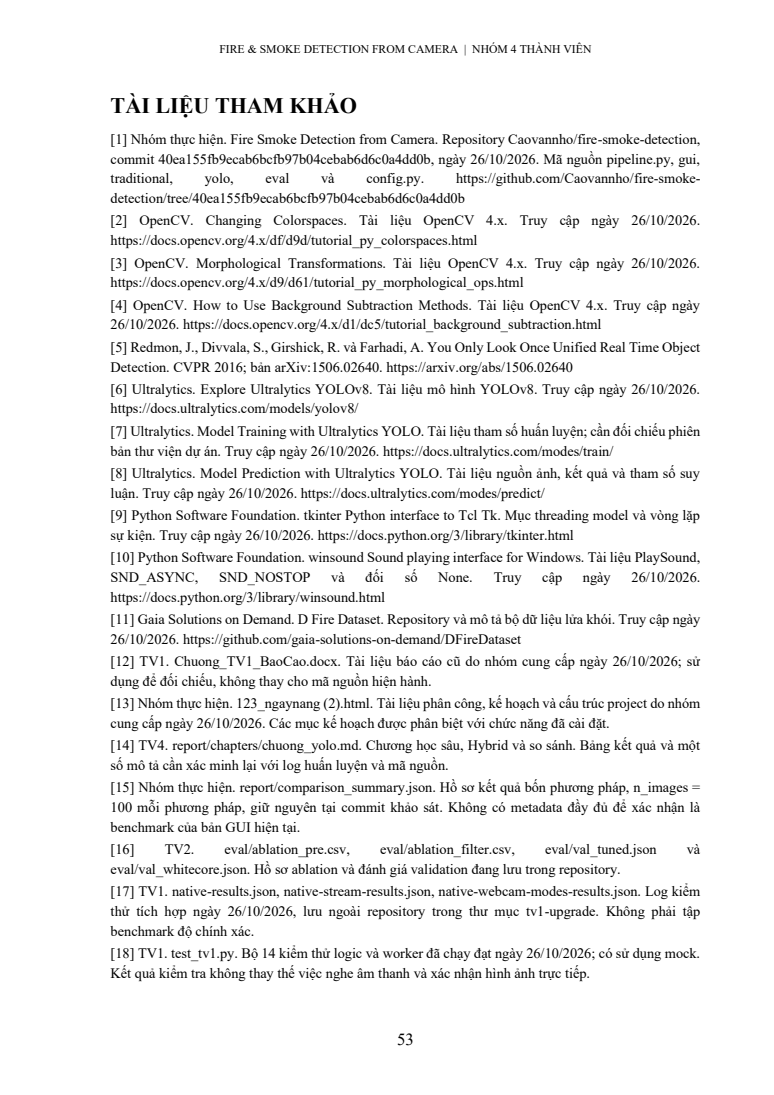 FIRE & SMOKE DETECTION FROM CAMERA | NHÓM 4 THÀNH VIÊN
TÀI LIỆU THAM KHẢO
[1] Nhóm thực hiện. Fire Smoke Detection from Camera. Repository Caovannho/fire-smoke-detection,
commit 40ea155fb9ecab6bcfb97b04cebab6d6c0a4dd0b, ngày 26/10/2026. Mã nguồn pipeline.py, gui,
traditional, yolo, eval và config.py. https://github.com/Caovannho/fire-smoke-
detection/tree/40ea155fb9ecab6bcfb97b04cebab6d6c0a4dd0b
[2] OpenCV. Changing Colorspaces. Tài liệu OpenCV 4.x. Truy cập ngày 26/10/2026.
https://docs.opencv.org/4.x/df/d9d/tutorial_py_colorspaces.html
[3] OpenCV. Morphological Transformations. Tài liệu OpenCV 4.x. Truy cập ngày 26/10/2026.
https://docs.opencv.org/4.x/d9/d61/tutorial_py_morphological_ops.html
[4] OpenCV. How to Use Background Subtraction Methods. Tài liệu OpenCV 4.x. Truy cập ngày
26/10/2026. https://docs.opencv.org/4.x/d1/dc5/tutorial_background_subtraction.html
[5] Redmon, J., Divvala, S., Girshick, R. và Farhadi, A. You Only Look Once Unified Real Time Object
Detection. CVPR 2016; bản arXiv:1506.02640. https://arxiv.org/abs/1506.02640
[6] Ultralytics. Explore Ultralytics YOLOv8. Tài liệu mô hình YOLOv8. Truy cập ngày 26/10/2026.
https://docs.ultralytics.com/models/yolov8/
[7] Ultralytics. Model Training with Ultralytics YOLO. Tài liệu tham số huấn luyện; cần đối chiếu phiên
bản thư viện dự án. Truy cập ngày 26/10/2026. https://docs.ultralytics.com/modes/train/
[8] Ultralytics. Model Prediction with Ultralytics YOLO. Tài liệu nguồn ảnh, kết quả và tham số suy
luận. Truy cập ngày 26/10/2026. https://docs.ultralytics.com/modes/predict/
[9] Python Software Foundation. tkinter Python interface to Tcl Tk. Mục threading model và vòng lặp
sự kiện. Truy cập ngày 26/10/2026. https://docs.python.org/3/library/tkinter.html
[10] Python Software Foundation. winsound Sound playing interface for Windows. Tài liệu PlaySound,
SND_ASYNC, SND_NOSTOP và đối số None. Truy cập ngày 26/10/2026.
https://docs.python.org/3/library/winsound.html
[11] Gaia Solutions on Demand. D Fire Dataset. Repository và mô tả bộ dữ liệu lửa khói. Truy cập ngày
26/10/2026. https://github.com/gaia-solutions-on-demand/DFireDataset
[12] TV1. Chuong_TV1_BaoCao.docx. Tài liệu báo cáo cũ do nhóm cung cấp ngày 26/10/2026; sử
dụng để đối chiếu, không thay cho mã nguồn hiện hành.
[13] Nhóm thực hiện. 123_ngaynang (2).html. Tài liệu phân công, kế hoạch và cấu trúc project do nhóm
cung cấp ngày 26/10/2026. Các mục kế hoạch được phân biệt với chức năng đã cài đặt.
[14] TV4. report/chapters/chuong_yolo.md. Chương học sâu, Hybrid và so sánh. Bảng kết quả và một
số mô tả cần xác minh lại với log huấn luyện và mã nguồn.
[15] Nhóm thực hiện. report/comparison_summary.json. Hồ sơ kết quả bốn phương pháp, n_images =
100 mỗi phương pháp, giữ nguyên tại commit khảo sát. Không có metadata đầy đủ để xác nhận là
benchmark của bản GUI hiện tại.
[16] TV2. eval/ablation_pre.csv, eval/ablation_filter.csv, eval/val_tuned.json và
eval/val_whitecore.json. Hồ sơ ablation và đánh giá validation đang lưu trong repository.
[17] TV1. native-results.json, native-stream-results.json, native-webcam-modes-results.json. Log kiểm
thử tích hợp ngày 26/10/2026, lưu ngoài repository trong thư mục tv1-upgrade. Không phải tập
benchmark độ chính xác.
[18] TV1. test_tv1.py. Bộ 14 kiểm thử logic và worker đã chạy đạt ngày 26/10/2026; có sử dụng mock.
Kết quả kiểm tra không thay thế việc nghe âm thanh và xác nhận hình ảnh trực tiếp.
53